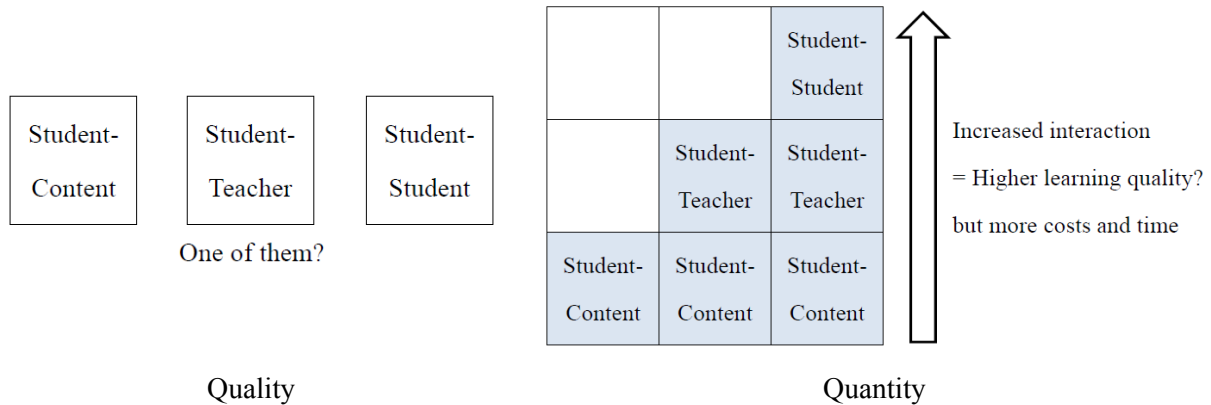 Student-
Content
Student-
Teacher
Student-
Student
One of them?
Quality
Student-
Student
Student-
Teacher
Student-
Teacher
Student-
Content
Student-
Content
Student-
Content
Increased interaction
= Higher learning quality?
but more costs and time
Quantity